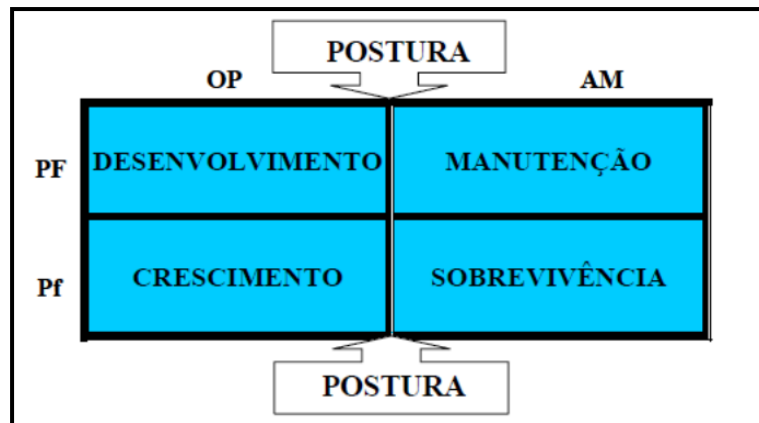 POSTURA
OP AM
PF DESENVOLVIMENTO MANUTENÇÃO
Pf CRESCIMENTO SOBREVIVÊNCIA
POSTURA